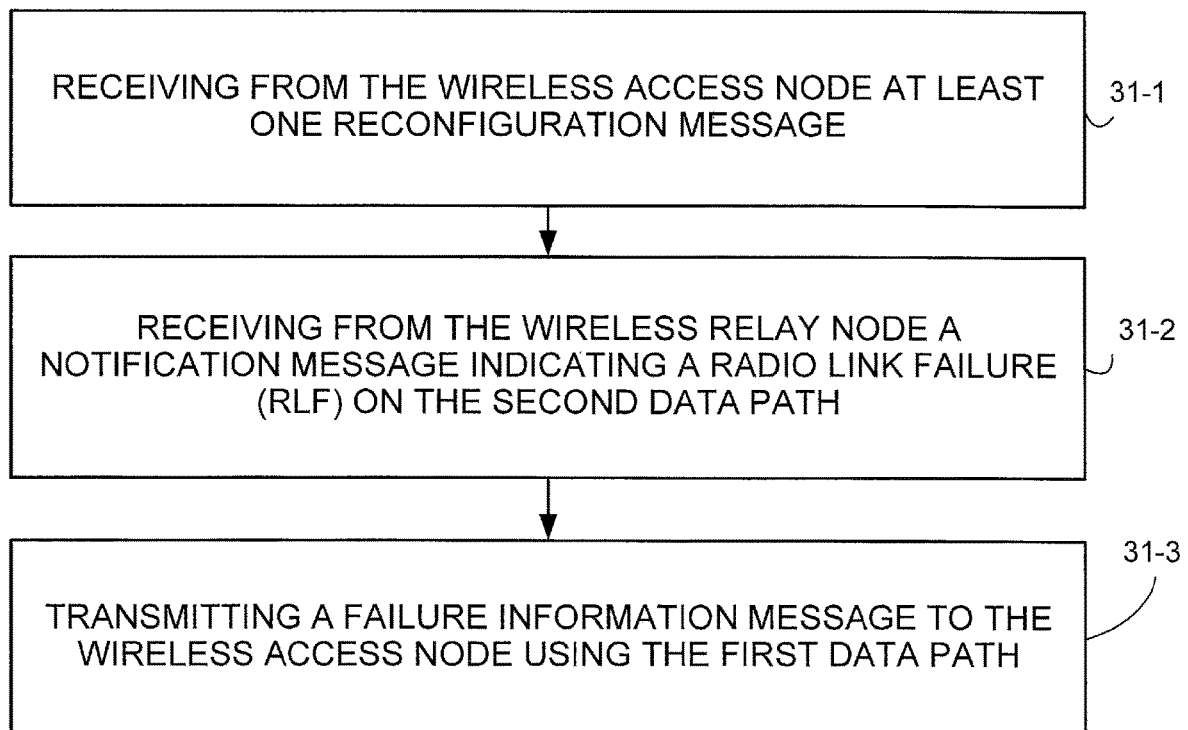 RECEIVING FROM THE WIRELESS ACCESS NODE AT LEAST
ONE RECONFIGURATION MESSAGE
31-1
RECEIVING FROM THE WIRELESS RELAY NODE A
NOTIFICATION MESSAGE INDICATING A RADIO LINK FAILURE
(RLF) ON THE SECOND DATA PATH
31-2
TRANSMITTING A FAILURE INFORMATION MESSAGE TO THE
WIRELESS ACCESS NODE USING THE FIRST DATA PATH
31-3